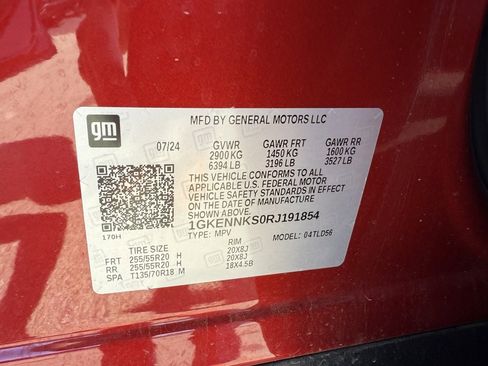 gm
MFD BY GENERAL MOTORS LLC
07/24 GVWR GAWR FRT GAWR RR
2900 KG 1450 KG 1600 KG
6394 LB 3196 LB 3527 LB
THIS VEHICLE CONFORMS TO ALL
APPLICABLE U.S. FEDERAL MOTOR
VEHICLE SAFETY STANDARDS IN EFFECT
ON THE DATE OF MANUFACTURE
SHOWN ABOVE.
1GKENNKS0RJ191854
170H TYPE: MPV MODEL: 04TLD56
TIRE SIZE RIM
FRT 255/55R20 H 20X8J
RR 255/55R20 H 20X8J
SPA T135/70R18 M 18X4.5B